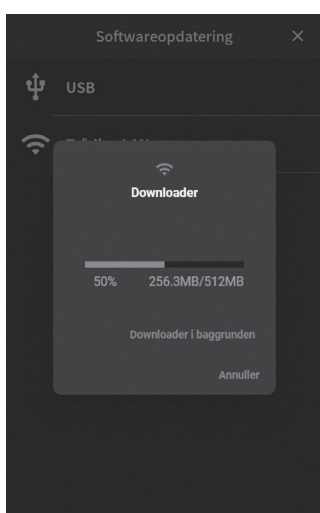 Softwareopdatering
USB
Downloader
50% 256.3MB/512MB
Downloader i baggrunden
Annuller